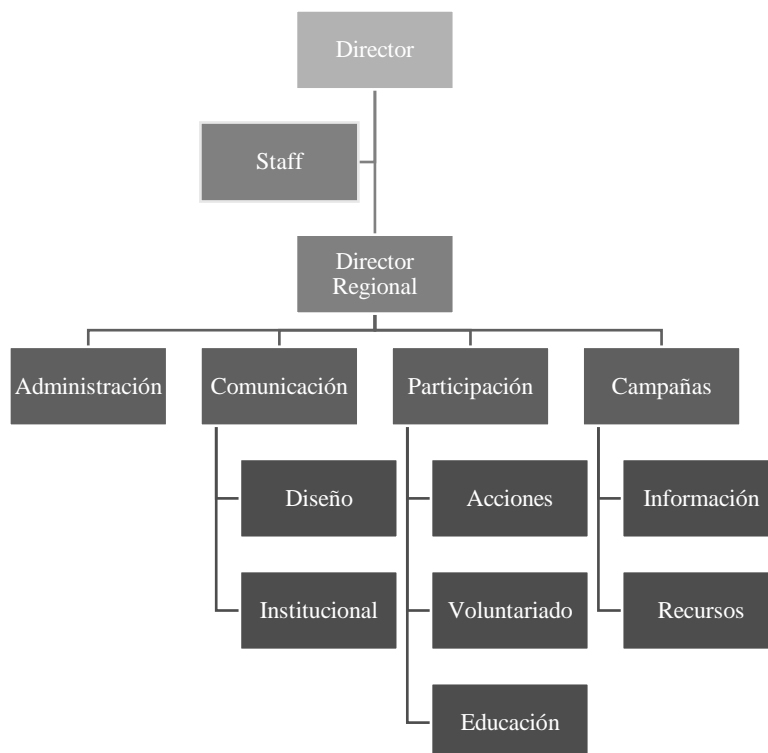 Director
Staff
Director
Regional
Administración
Comunicación
Participación
Campañas
Diseño
Acciones
Información
Institucional
Voluntariado
Recursos
Educación